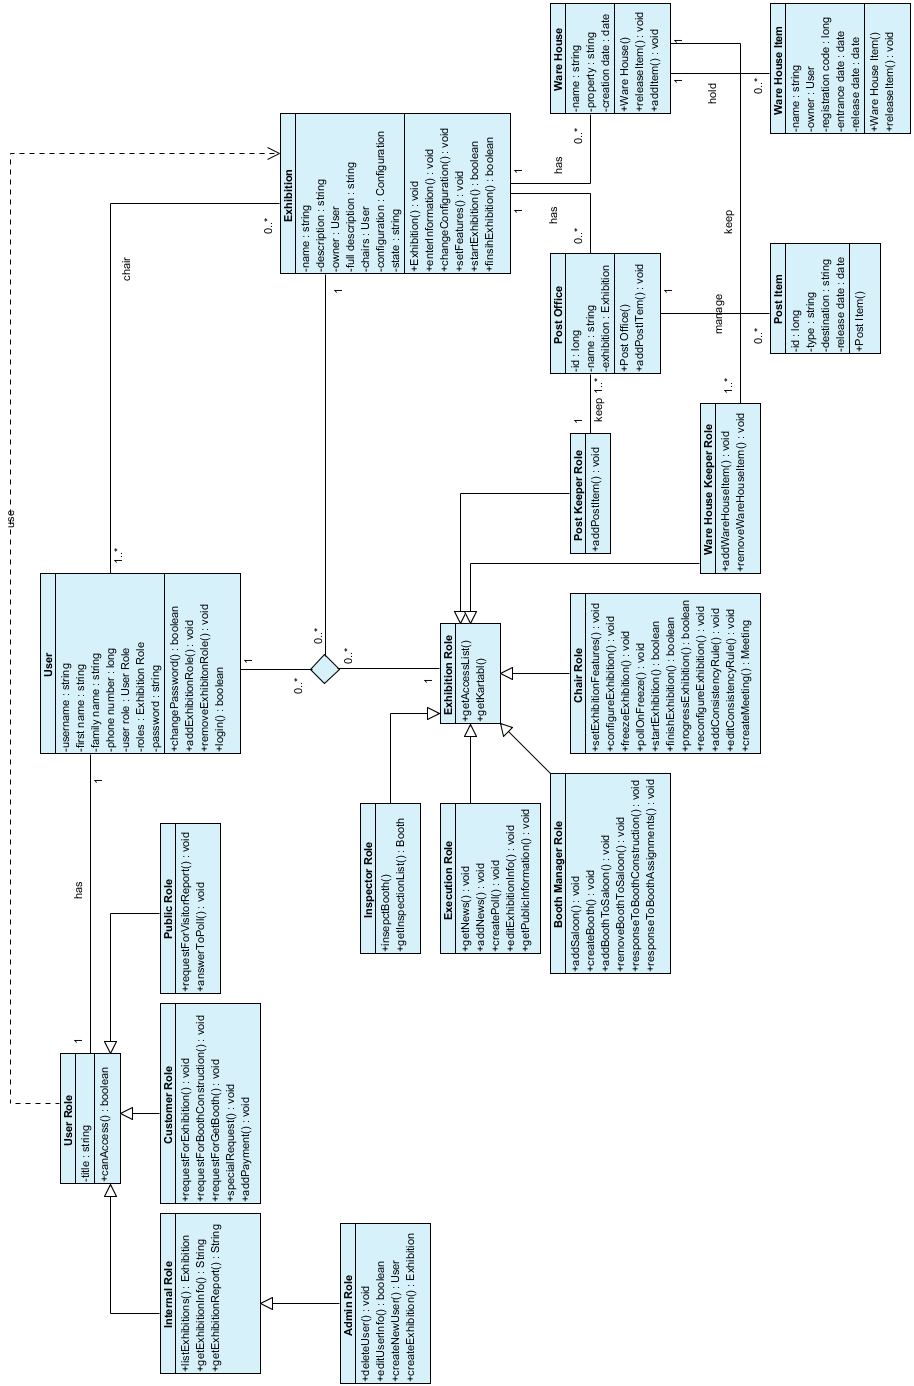 User Role
-title : string
+canAccess() : boolean
Internal Role
+listExhibitions() : Exhibition
+getExhibitionInfo() : String
+getExhibitionReport() : String
Customer Role
+requestForExhibition() : void
+requestForBoothConstruction() : void
+requestForGetBooth() : void
+specialRequest() : void
+addPayment() : void
Public Role
+requestForVisitorReport() : void
+answerToPoll() : void
Admin Role
+deleteUser() : void
+editUserInfo() : boolean
+createNewUser() : User
+createExhibition() : Exhibition
1
has
1
use
User
-username : string
-first name : string
-family name : string
-phone number : long
-user role : User Role
-roles : Exhibition Role
-password : string
+changePassword() : boolean
+addExhibitionRole() : void
+removeExhibitonRole() : void
+login() : boolean
1..*
chair
0..*
1
0..*
0..*
0..*
1
1
Exhibition
-name : string
-description : string
-owner : User
-full description : string
-chairs : User
-configuration : Configuration
-state : string
+Exhibition() : void
+enterInformation() : void
+changeConfiguration() : void
+setFeatures() : void
+startExhibition() : boolean
+finsihExhibition() : boolean
Inspector Role
+insepctBooth()
+getInspectionList() : Booth
Execution Role
+getNews() : void
+addNews() : void
+createPoll() : void
+editExhibitionInfo() : void
+getPublicInformation() : void
Booth Manager Role
+addSaloon() : void
+createBooth() : void
+addBoothToSaloon() : void
+removeBoothToSaloon() : void
+responseToBoothConstruction() : void
+responseToBoothAssignments() : void
Exhibition Role
+getAccessList()
+getKartabl()
Chair Role
+setExhibitionFeatures() : void
+configureExhibition() : void
+freezeExhibition() : void
+pollOnFreeze() : void
+startExhibition() : boolean
+finishExhibition() : boolean
+progressExhibition() : boolean
+reconfigureExhibition() : void
+addConsistencyRule() : void
+editConsistencyRule() : void
+createMeeting() : Meeting
Post Keeper Role
+addPostItem() : void
1
keep
1..*
Ware House Keeper Role
+addWareHouseItem() : void
+removeWareHouseItem() : void
1..*
keep
1
Post Office
-id : long
-name : string
-exhibition : Exhibition
+Post Office()
+addPostITem() : void
0..*
has
1
1
has
0..*
1
manage
0..*
Post Item
-id : long
-type : string
-destination : string
-release date : date
+Post Item()
Ware House
-name : string
-property : string
-creation date : date
+Ware House()
+releaseItem() : void
+addItem() : void
1
hold
0..*
Ware House Item
-name : string
-owner : User
-registration code : long
-entrance date : date
-release date : date
+Ware House Item()
+releaseItem() : void